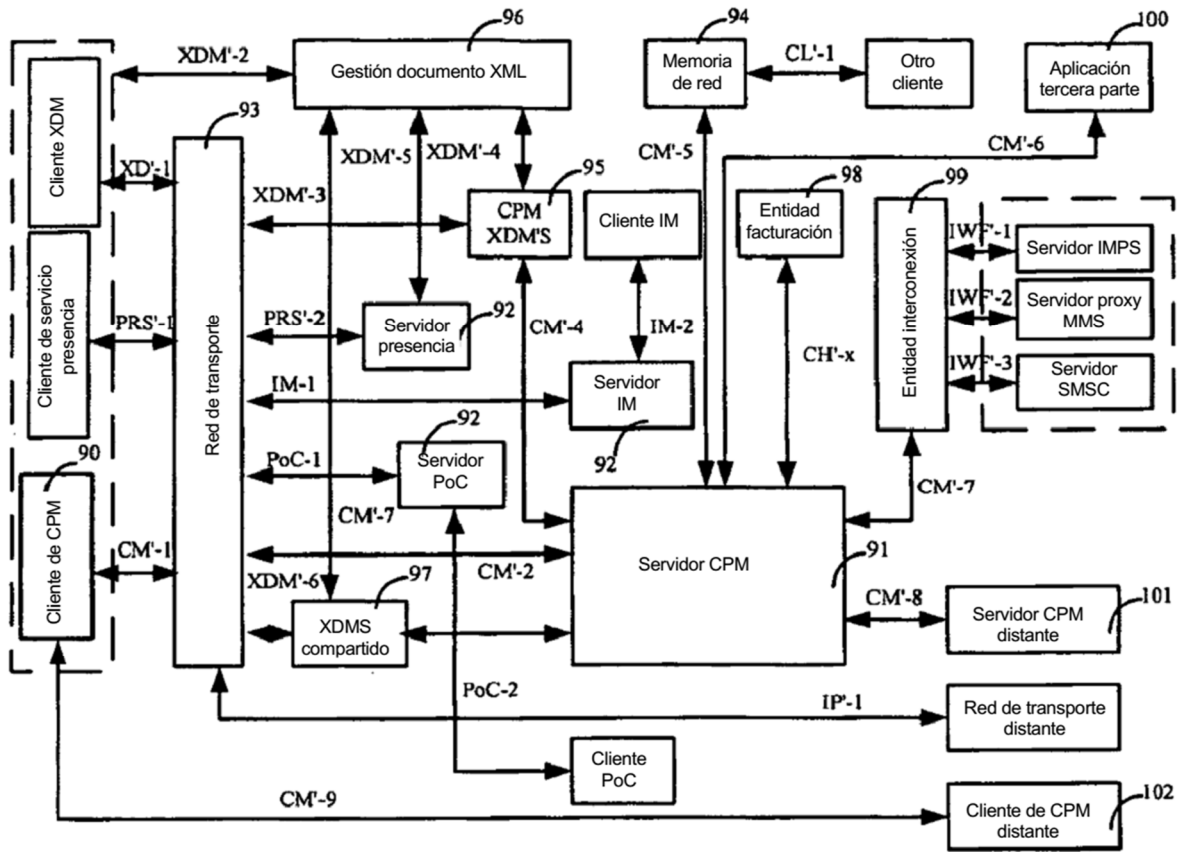 96
94
100
XDM'-2
Gestión documento XML
Memoria
de red
CL'-1
Otro
cliente
Aplicación
tercera parte
93
Cliente XDM
XD'-1
XDM'-5
XDM'-4
CM'-5
CM'-6
95
XDM'-3
CPM
XDM'S
Cliente IM
98
Entidad
facturación
99
Entidad interconexión
IWF'-1
Servidor IMPS
IWF'-2
Servidor proxy
MMS
IWF'-3
Servidor
SMSC
Cliente de servicio
presencia
PRS'-1
Red de transporte
PRS'-2
Servidor
presencia
92
CM'-4
IM-2
CH'-x
IM-1
Servidor
IM
92
92
PoC-1
Servidor
PoC
CM'-7
CM'-7
90
Cliente de CPM
CM'-1
CM'-2
Servidor CPM
91
XDM'-6
97
XDMS
compartido
CM'-8
101
Servidor CPM
distante
PoC-2
IP'-1
Red de transporte
distante
Cliente
PoC
CM'-9
102
Cliente de CPM
distante